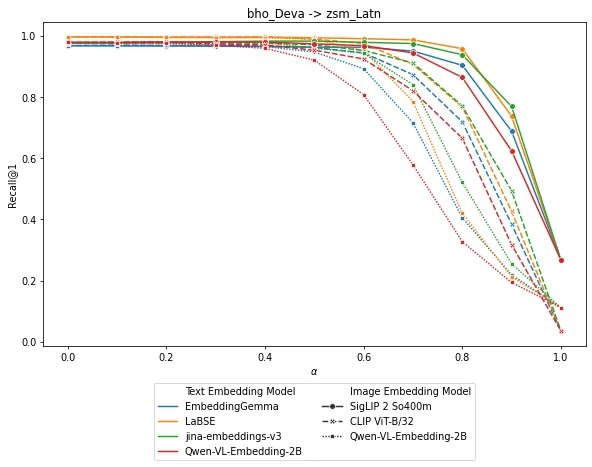 bho_Deva -> zsm_Latn
1.0
0.8
0.6
0.4
0.2
0.0
Recall@1
0.0 0.2 0.4 0.6 0.8 1.0
α
Text Embedding Model Image Embedding Model
EmbeddingGemma SigLIP 2 So400m
LaBSE CLIP ViT-B/32
jina-embeddings-v3 Qwen-VL-Embedding-2B
Qwen-VL-Embedding-2B